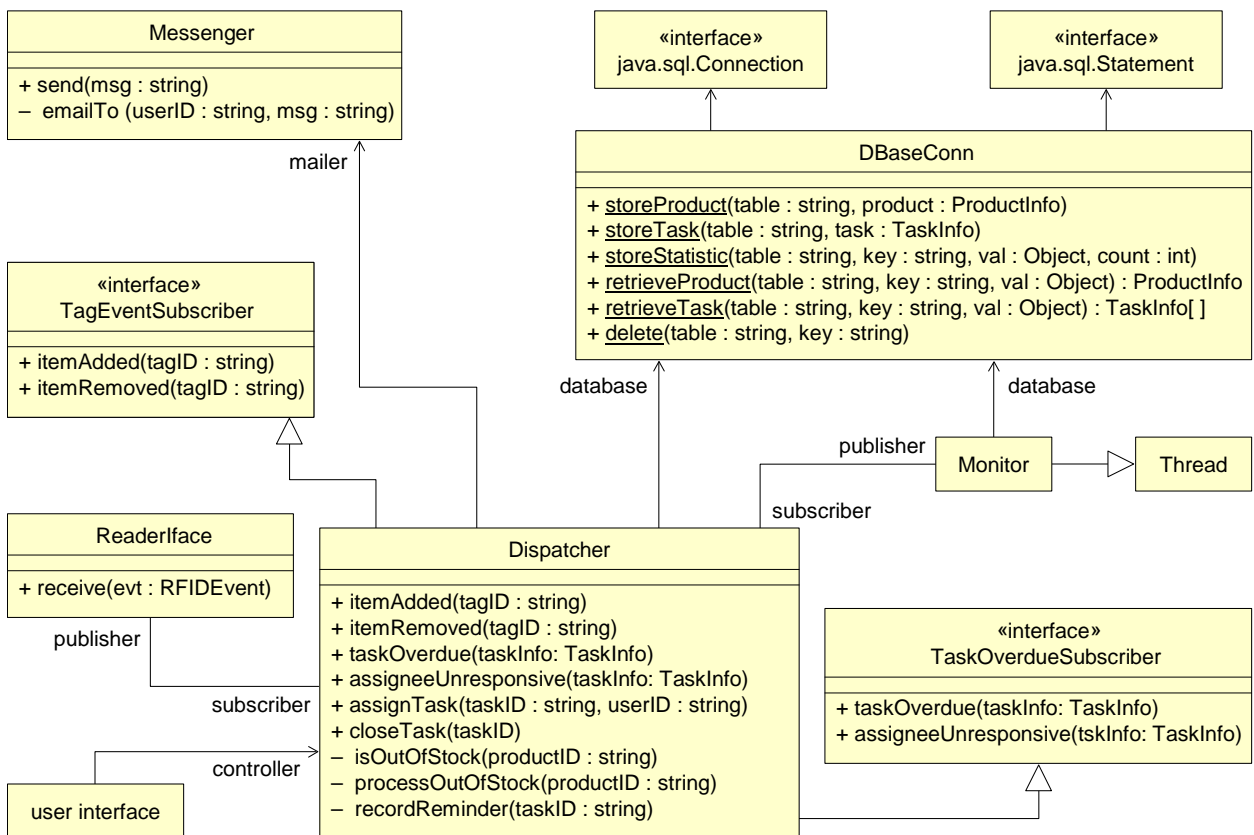 Messenger
+ send(msg : string)
– emailTo (userID : string, msg : string)
«interface»
java.sql.Connection
«interface»
java.sql.Statement
DBaseConn
+ storeProduct(table : string, product : ProductInfo)
+ storeTask(table : string, task : TaskInfo)
+ storeStatistic(table : string, key : string, val : Object, count : int)
+ retrieveProduct(table : string, key : string, val : Object) : ProductInfo
+ retrieveTask(table : string, key : string, val : Object) : TaskInfo[ ]
+ delete(table : string, key : string)
mailer
«interface»
TagEventSubscriber
+ itemAdded(tagID : string)
+ itemRemoved(tagID : string)
database
database
publisher
Monitor
Thread
subscriber
ReaderIface
+ receive(evt : RFIDEvent)
publisher
subscriber
Dispatcher
+ itemAdded(tagID : string)
+ itemRemoved(tagID : string)
+ taskOverdue(taskInfo: TaskInfo)
+ assigneeUnresponsive(taskInfo: TaskInfo)
+ assignTask(taskID : string, userID : string)
+ closeTask(taskID)
– isOutOfStock(productID : string)
– processOutOfStock(productID : string)
– recordReminder(taskID : string)
«interface»
TaskOverdueSubscriber
+ taskOverdue(taskInfo: TaskInfo)
+ assigneeUnresponsive(tskInfo: TaskInfo)
controller
user interface